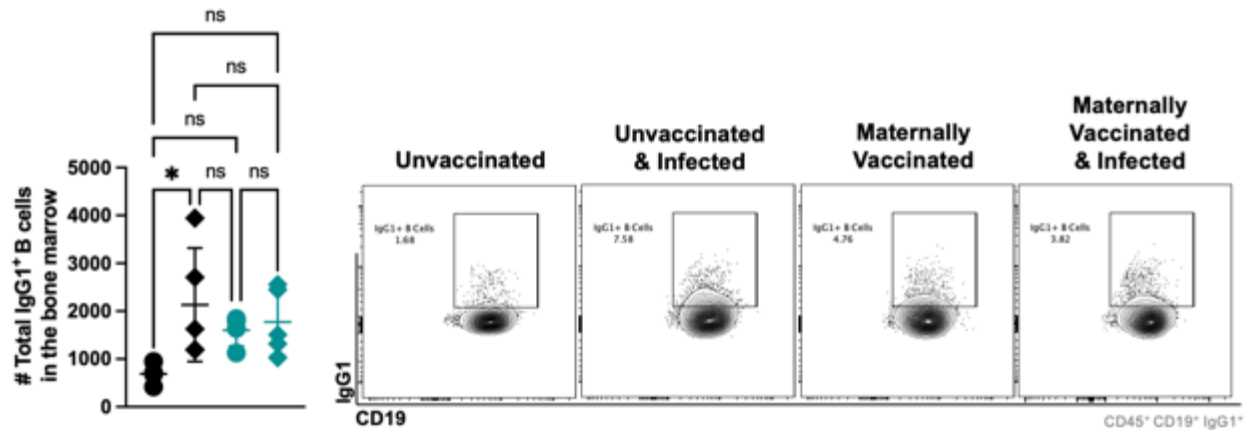 ns
ns
ns
* ns ns
5000
4000
3000
2000
1000
0
# Total IgG1⁺ B cells
in the bone marrow
Unvaccinated
Unvaccinated
& Infected
Maternally
Vaccinated
Maternally
Vaccinated
& Infected
IgG1+ B Cells
1.68
IgG1+ B Cells
7.58
IgG1+ B Cells
4.76
IgG1+ B Cells
3.82
IgG1
CD19
CD45⁺ CD19⁺ IgG1⁺